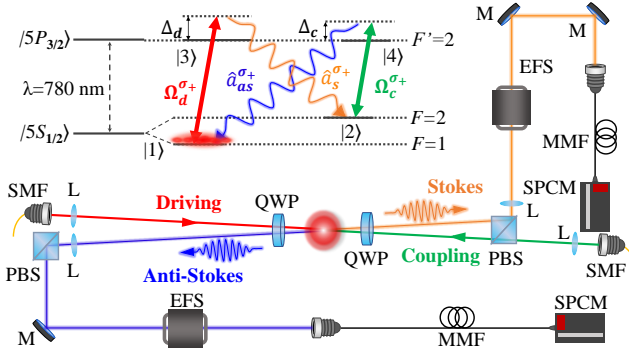 |5P3/2⟩
Δd
Δc
F'=2
|3⟩
|4⟩
λ=780 nm
Ωdσ+
âasσ+
âsσ+
Ωcσ+
|5S1/2⟩
|2⟩
F=2
|1⟩
F=1
M
M
EFS
MMF
SPCM
SMF
L
Driving
QWP
Stokes
L
L
SMF
PBS
L
Anti-Stokes
QWP
Coupling
PBS
EFS
SPCM
M
MMF